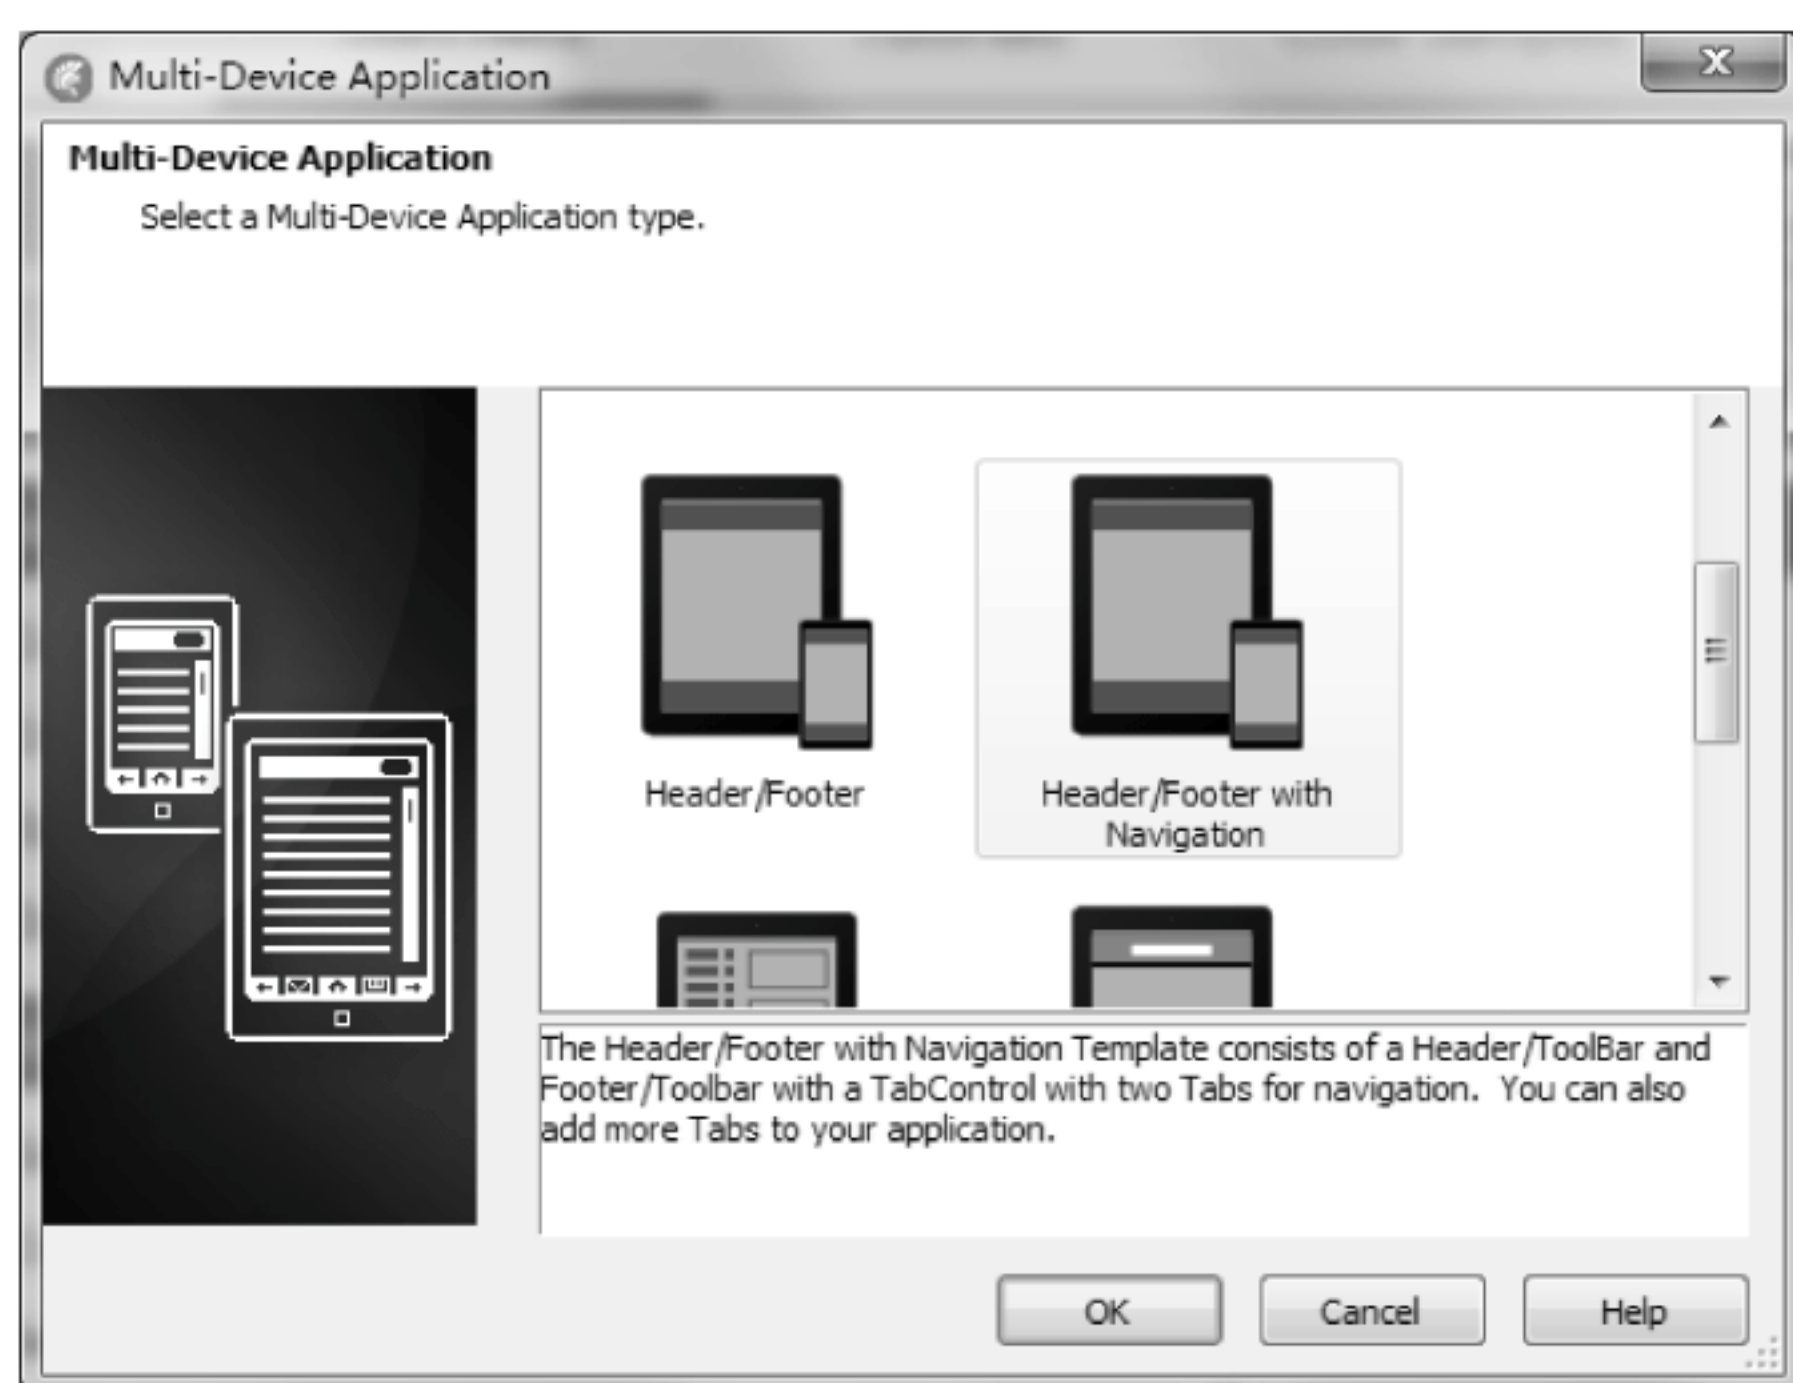 Multi-Device Application
Multi-Device Application
Select a Multi-Device Application type.
Header/Footer
Header/Footer with
Navigation
The Header/Footer with Navigation Template consists of a Header/ToolBar and
Footer/Toolbar with a TabControl with two Tabs for navigation.  You can also
add more Tabs to your application.
OK
Cancel
Help